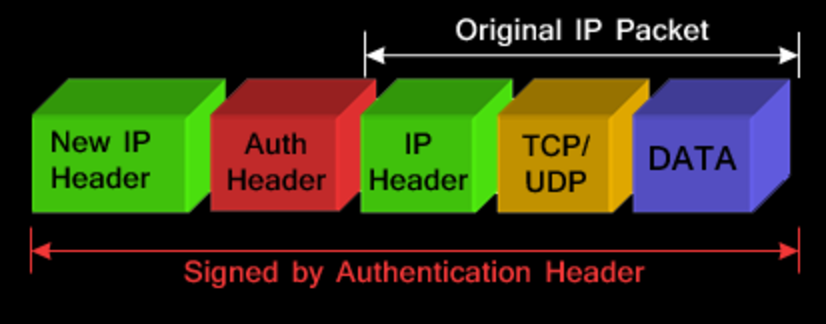 Original IP Packet
New IP
Header
Auth
Header
IP
Header
TCP/
UDP
DATA
Signed by Authentication Header